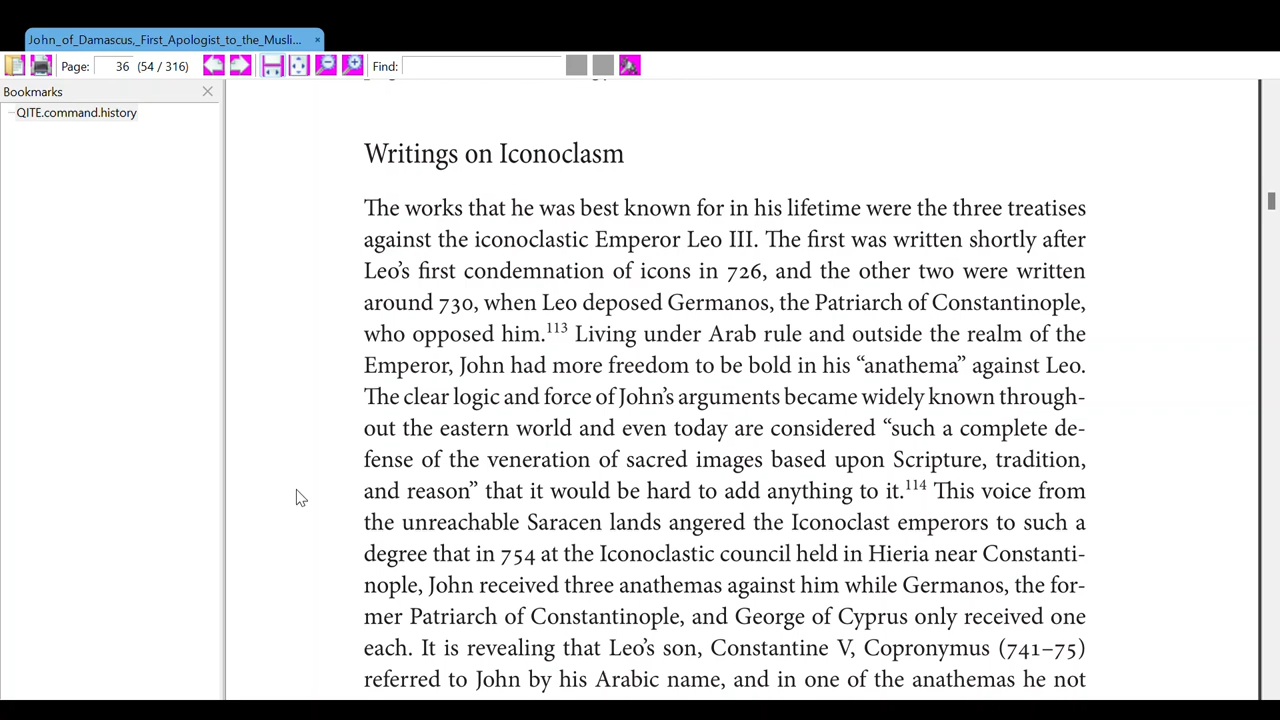 John_of_Damascus,_First_Apologist_to_the_Musli...
Page: 36 (54 / 316) Find:
Bookmarks
QITE.command.history
Writings on Iconoclasm
The works that he was best known for in his lifetime were the three treatises
against the iconoclastic Emperor Leo III. The first was written shortly after
Leo’s first condemnation of icons in 726, and the other two were written
around 730, when Leo deposed Germanos, the Patriarch of Constantinople,
who opposed him.113 Living under Arab rule and outside the realm of the
Emperor, John had more freedom to be bold in his “anathema” against Leo.
The clear logic and force of John’s arguments became widely known through-
out the eastern world and even today are considered “such a complete de-
fense of the veneration of sacred images based upon Scripture, tradition,
and reason” that it would be hard to add anything to it.114 This voice from
the unreachable Saracen lands angered the Iconoclast emperors to such a
degree that in 754 at the Iconoclastic council held in Hieria near Constanti-
nople, John received three anathemas against him while Germanos, the for-
mer Patriarch of Constantinople, and George of Cyprus only received one
each. It is revealing that Leo’s son, Constantine V, Copronymus (741–75)
referred to John by his Arabic name, and in one of the anathemas he not